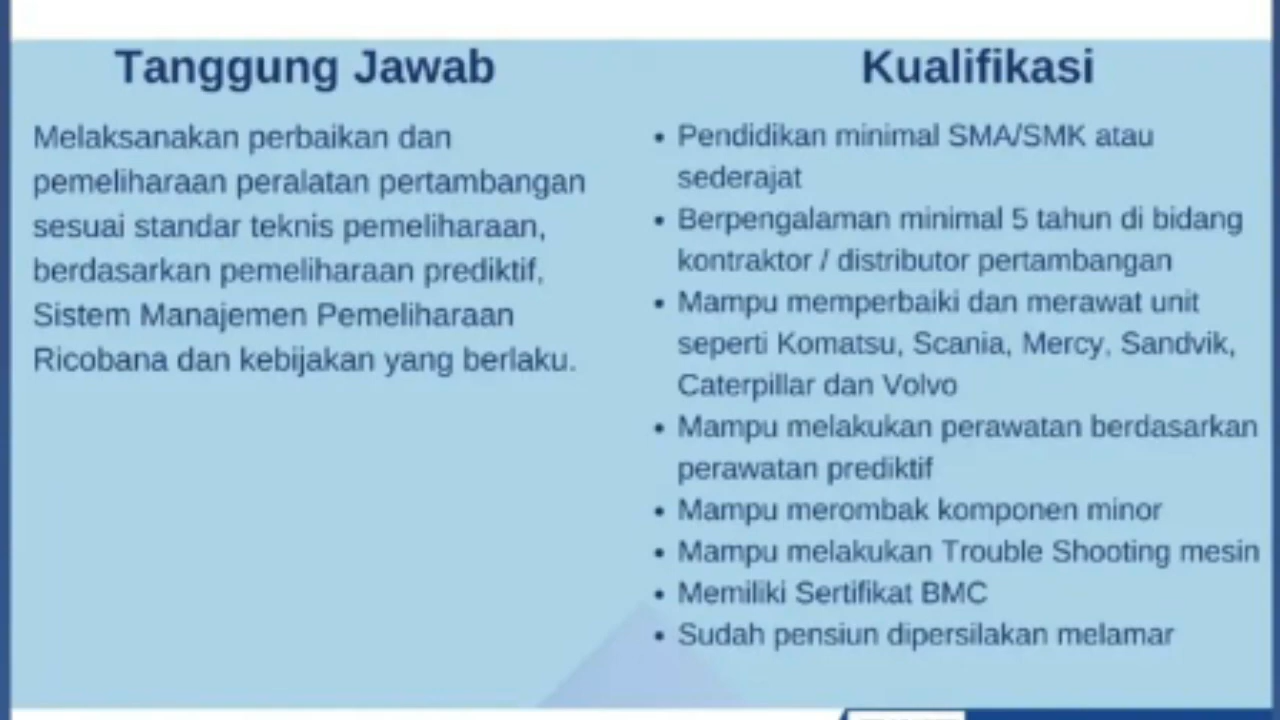 Tanggung Jawab
Melaksanakan perbaikan dan
pemeliharaan peralatan pertambangan
sesuai standar teknis pemeliharaan,
berdasarkan pemeliharaan prediktif,
Sistem Manajemen Pemeliharaan
Ricobana dan kebijakan yang berlaku.
Kualifikasi
• Pendidikan minimal SMA/SMK atau
sederajat
• Berpengalaman minimal 5 tahun di bidang
kontraktor / distributor pertambangan
• Mampu memperbaiki dan merawat unit
seperti Komatsu, Scania, Mercy, Sandvik,
Caterpillar dan Volvo
• Mampu melakukan perawatan berdasarkan
perawatan prediktif
• Mampu merombak komponen minor
• Mampu melakukan Trouble Shooting mesin
• Memiliki Sertifikat BMC
• Sudah pensiun dipersilakan melamar